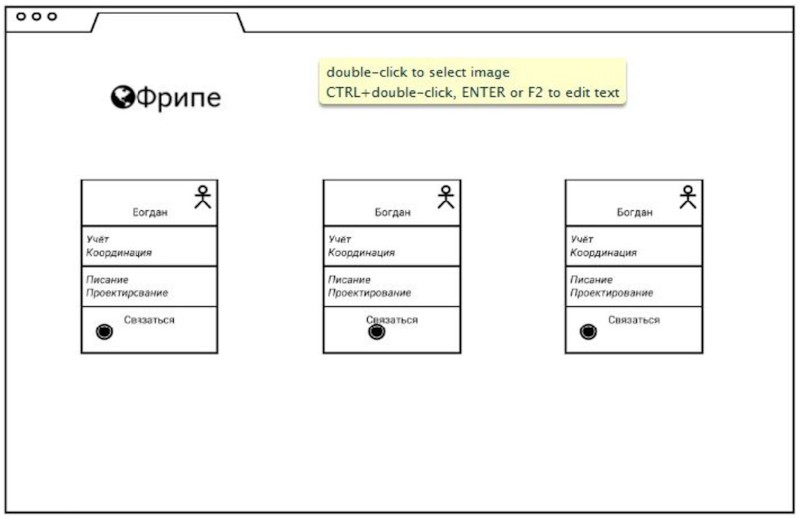 Фрипе
double-click to select image
CTRL+double-click, ENTER or F2 to edit text
Еогдан
Учёт
Координация
Писание
Проектирсвание
Связаться
Богдан
Учёт
Координация
Писание
Проектирование
Связаться
Богдан
Учёт
Координация
Писание
Проектирование
Связаться